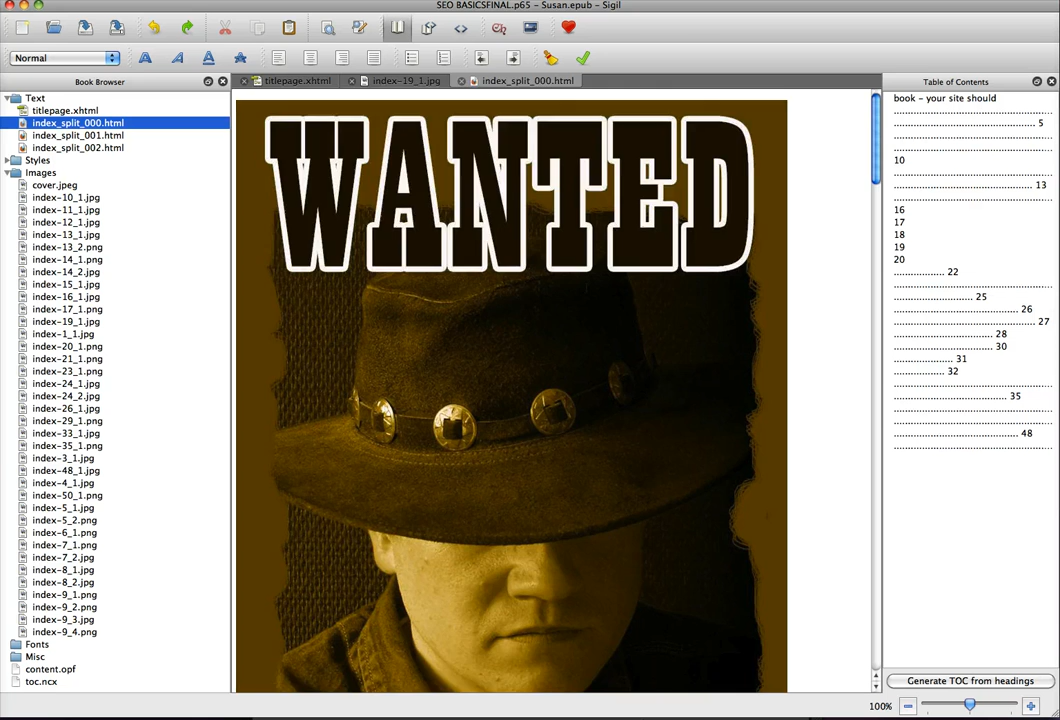 SEO BASICSFINAL.p65 - Susan.epub - Sigil
Normal
Book Browser
titlepage.xhtml
index-19_1.jpg
index_split_000.html
Table of Contents
Text
titlepage.xhtml
index_split_000.html
index_split_001.html
index_split_002.html
Styles
Images
cover.jpeg
index-10_1.jpg
index-11_1.jpg
index-12_1.jpg
index-13_1.jpg
index-13_2.png
index-14_1.png
index-14_2.jpg
index-15_1.jpg
index-16_1.jpg
index-17_1.png
index-19_1.jpg
index-1_1.jpg
index-20_1.png
index-21_1.png
index-23_1.png
index-24_1.jpg
index-24_2.jpg
index-26_1.jpg
index-29_1.png
index-33_1.jpg
index-35_1.png
index-3_1.jpg
index-48_1.jpg
index-4_1.jpg
index-50_1.png
index-5_1.jpg
index-5_2.png
index-6_1.png
index-7_1.png
index-7_2.jpg
index-8_1.jpg
index-8_2.jpg
index-9_1.png
index-9_2.png
index-9_3.jpg
index-9_4.png
Fonts
Misc
content.opf
toc.ncx
WANTED
book - your site should
.................................................... 5
10
................................................ 13
16
17
18
19
20
................. 22
........................... 25
.......................................... 26
................................................ 27
.................................. 28
.................................. 30
..................... 31
................. 32
....................................... 35
.......................................... 48
Generate TOC from headings
100%